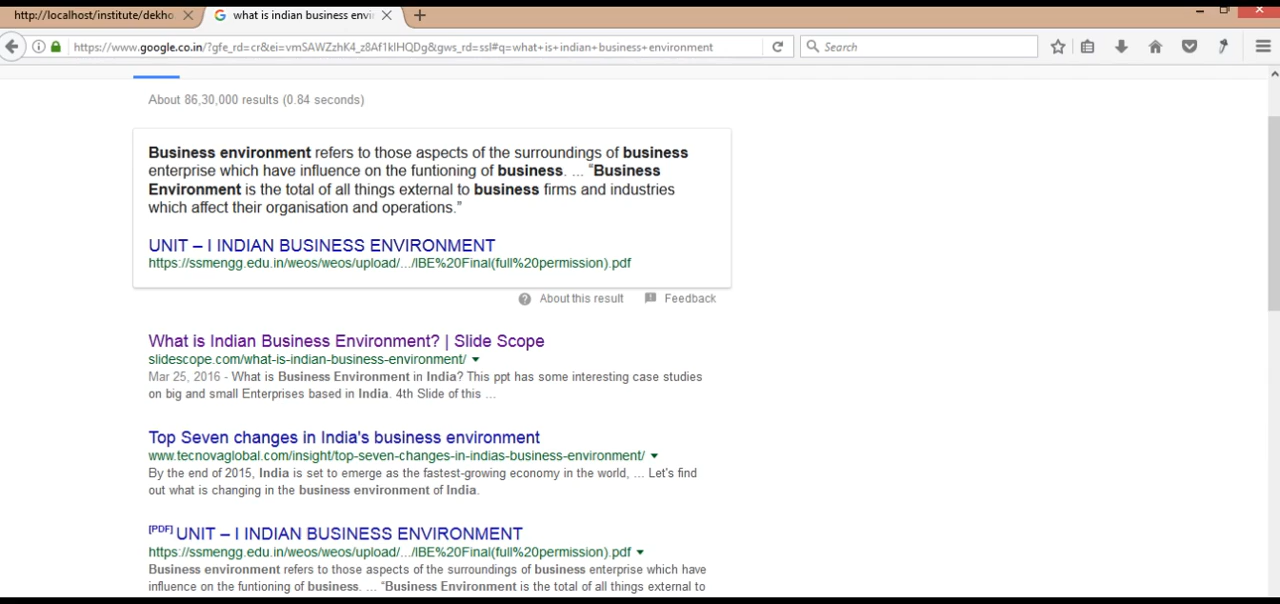 http://localhost/institute/dekho
what is indian business envi
https://www.google.co.in/?gfe_rd=cr&ei=vmSAWZzhK4_z8Af1kIHQDg&gws_rd=ssl#q=what+is+indian+business+environment
Search
About 86,30,000 results (0.84 seconds)
Business environment refers to those aspects of the surroundings of business
enterprise which have influence on the funtioning of business. ... “Business
Environment is the total of all things external to business firms and industries
which affect their organisation and operations.”
UNIT – I INDIAN BUSINESS ENVIRONMENT
https://ssmengg.edu.in/weos/weos/upload/.../IBE%20Final(full%20permission).pdf
About this result
Feedback
What is Indian Business Environment? | Slide Scope
slidescope.com/what-is-indian-business-environment/
Mar 25, 2016 - What is Business Environment in India? This ppt has some interesting case studies
on big and small Enterprises based in India. 4th Slide of this ...
Top Seven changes in India's business environment
www.tecnovaglobal.com/insight/top-seven-changes-in-indias-business-environment/
By the end of 2015, India is set to emerge as the fastest-growing economy in the world, ... Let's find
out what is changing in the business environment of India.
[PDF] UNIT – I INDIAN BUSINESS ENVIRONMENT
https://ssmengg.edu.in/weos/weos/upload/.../IBE%20Final(full%20permission).pdf
Business environment refers to those aspects of the surroundings of business enterprise which have
influence on the funtioning of business. ... “Business Environment is the total of all things external to